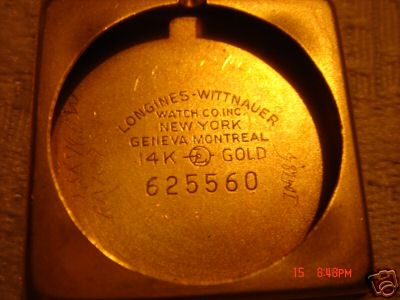 LONGINES-WITTNAUER
WATCH CO. INC.
NEW YORK
GENEVA MONTREAL
14K GOLD
625560
15 8:48PM